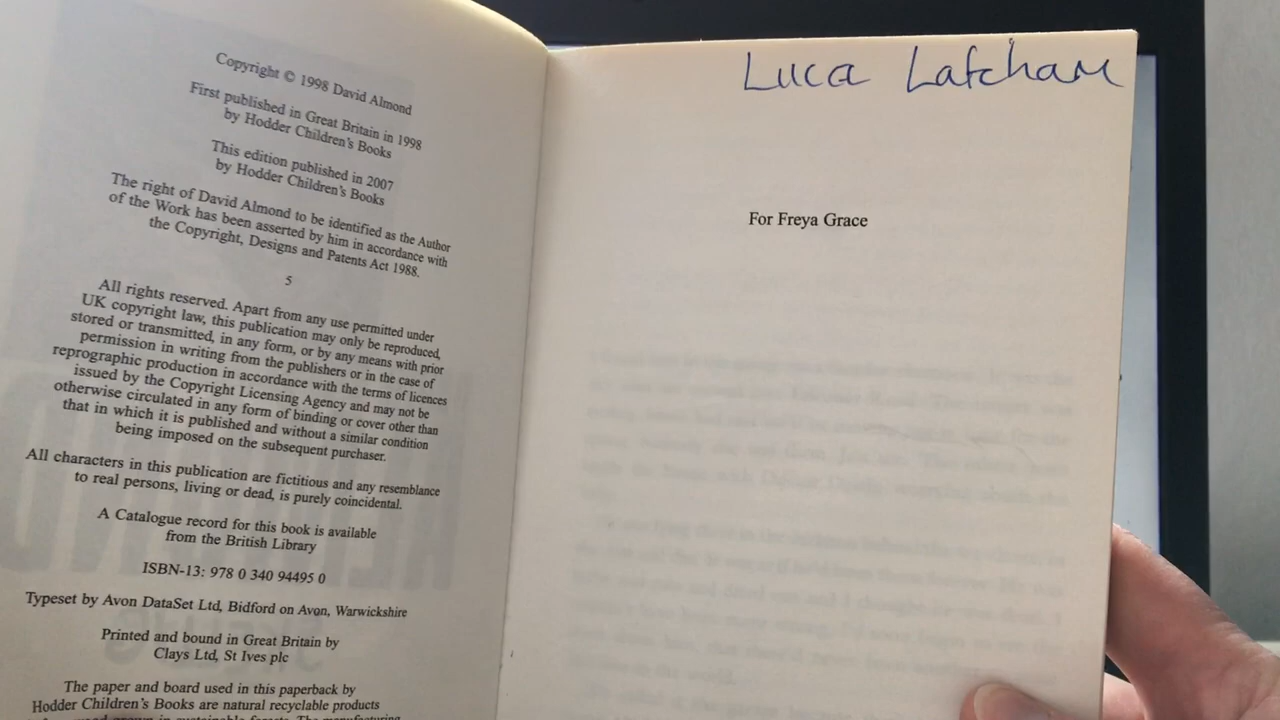 Copyright © 1998 David Almond
First published in Great Britain in 1998
by Hodder Children's Books
This edition published in 2007
by Hodder Children's Books
The right of David Almond to be identified as the Author
of the Work has been asserted by him in accordance with
the Copyright, Designs and Patents Act 1988.
5
All rights reserved. Apart from any use permitted under
UK copyright law, this publication may only be reproduced,
stored or transmitted, in any form, or by any means with prior
permission in writing from the publishers or in the case of
reprographic production in accordance with the terms of licences
issued by the Copyright Licensing Agency and may not be
otherwise circulated in any form of binding or cover other than
that in which it is published and without a similar condition
being imposed on the subsequent purchaser.
All characters in this publication are fictitious and any resemblance
to real persons, living or dead, is purely coincidental.
A Catalogue record for this book is available
from the British Library
ISBN-13: 978 0 340 94495 0
Typeset by Avon DataSet Ltd, Bidford on Avon, Warwickshire
Printed and bound in Great Britain by
Clays Ltd, St Ives plc
The paper and board used in this paperback by
Hodder Children's Books are natural recyclable products
Luca Latcham
For Freya Grace